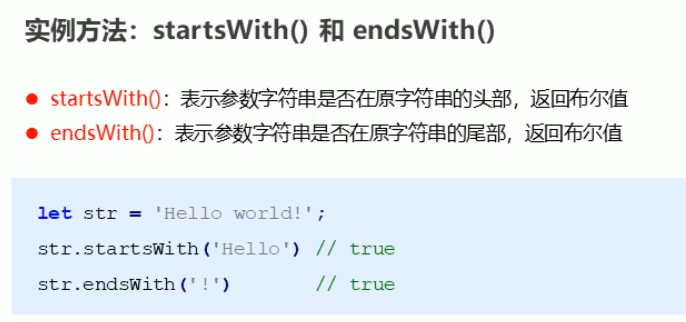 实例方法：startsWith() 和 endsWith()
● startsWith()：表示参数字符串是否在原字符串的头部，返回布尔值
● endsWith()：表示参数字符串是否在原字符串的尾部，返回布尔值
let str = 'Hello world!';
str.startsWith('Hello') // true
str.endsWith('!')       // true